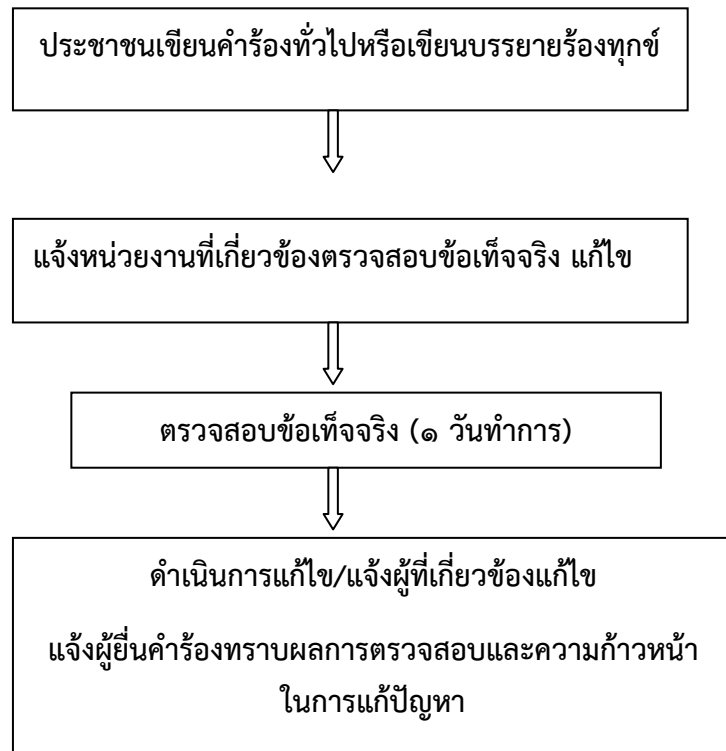 ประชาชนเขียนคำร้องทั่วไปหรือเขียนบรรยายร้องทุกข์
แจ้งหน่วยงานที่เกี่ยวข้องตรวจสอบข้อเท็จจริง แก้ไข
ตรวจสอบข้อเท็จจริง (๑ วันทำการ)
ดำเนินการแก้ไข/แจ้งผู้ที่เกี่ยวข้องแก้ไข
แจ้งผู้ยื่นคำร้องทราบผลการตรวจสอบและความก้าวหน้า
ในการแก้ปัญหา